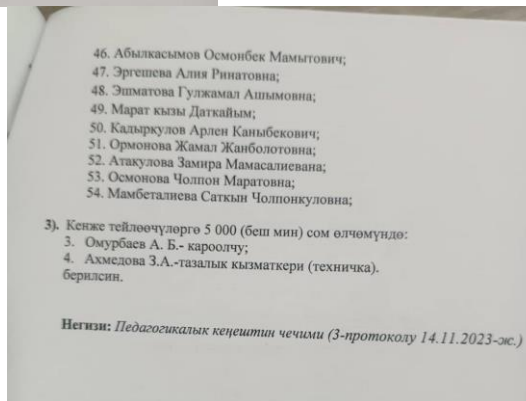 46. Абылкасымов Осмонбек Мамытович;
47. Эргешева Алия Ринатовна;
48. Эшматова Гулжамал Ашымовна;
49. Марат кызы Даткайым;
50. Кадыркулов Арлен Каныбекович;
51. Ормонова Жамал Жанболотовна;
52. Атакулова Замира Мамасалиевана;
53. Осмонова Чолпон Маратовна;
54. Мамбеталиева Саткын Чолпонкуловна;
3). Кенже тейлөөчүлөргө 5 000 (беш мин) сом өлчөмүндө:
3. Омурбаев А. Б.- кароолчу;
4. Ахмедова З.А.-тазалык кызматкери (техничка).
берилсин.
Негизи: Педагогикалык кеңештин чечими (3-протоколу 14.11.2023-ж.)